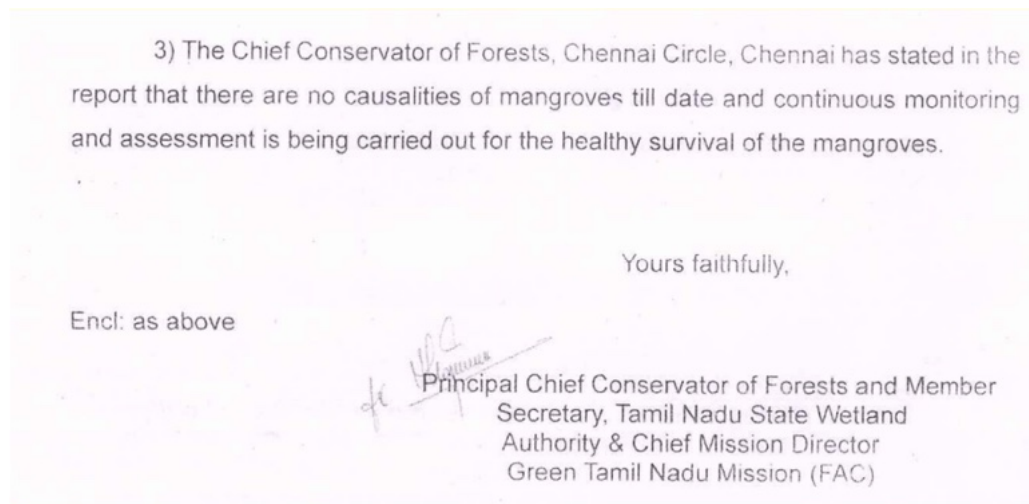 3) The Chief Conservator of Forests, Chennai Circle, Chennai has stated in the
report that there are no causalities of mangroves till date and continuous monitoring
and assessment is being carried out for the healthy survival of the mangroves.
Yours faithfully,
Encl: as above
Principal Chief Conservator of Forests and Member
Secretary, Tamil Nadu State Wetland
Authority & Chief Mission Director
Green Tamil Nadu Mission (FAC)